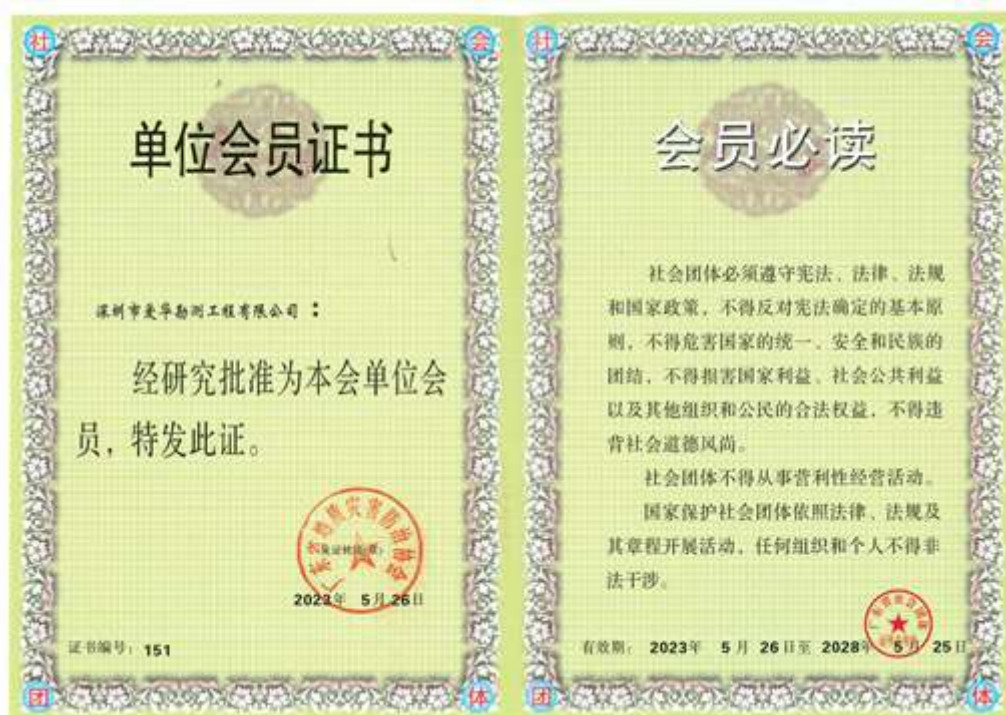 社 会
单位会员证书
深圳市麦华勘测工程有限公司：
经研究批准为本会单位会
员，特发此证。
广东省地质灾害防治协会
2023年 5月26日
证书编号：151
团 体
社 会
会员必读
社会团体必须遵守宪法、法律、法规
和国家政策，不得反对宪法确定的基本原
则，不得危害国家的统一、安全和民族的
团结，不得损害国家利益、社会公共利益
以及其他组织和公民的合法权益，不得违
背社会道德风尚。
社会团体不得从事营利性经营活动。
国家保护社会团体依照法律、法规及
其章程开展活动，任何组织和个人不得非
法干涉。
有效期：2023年 5月26日至2028年 5月25日
团 体